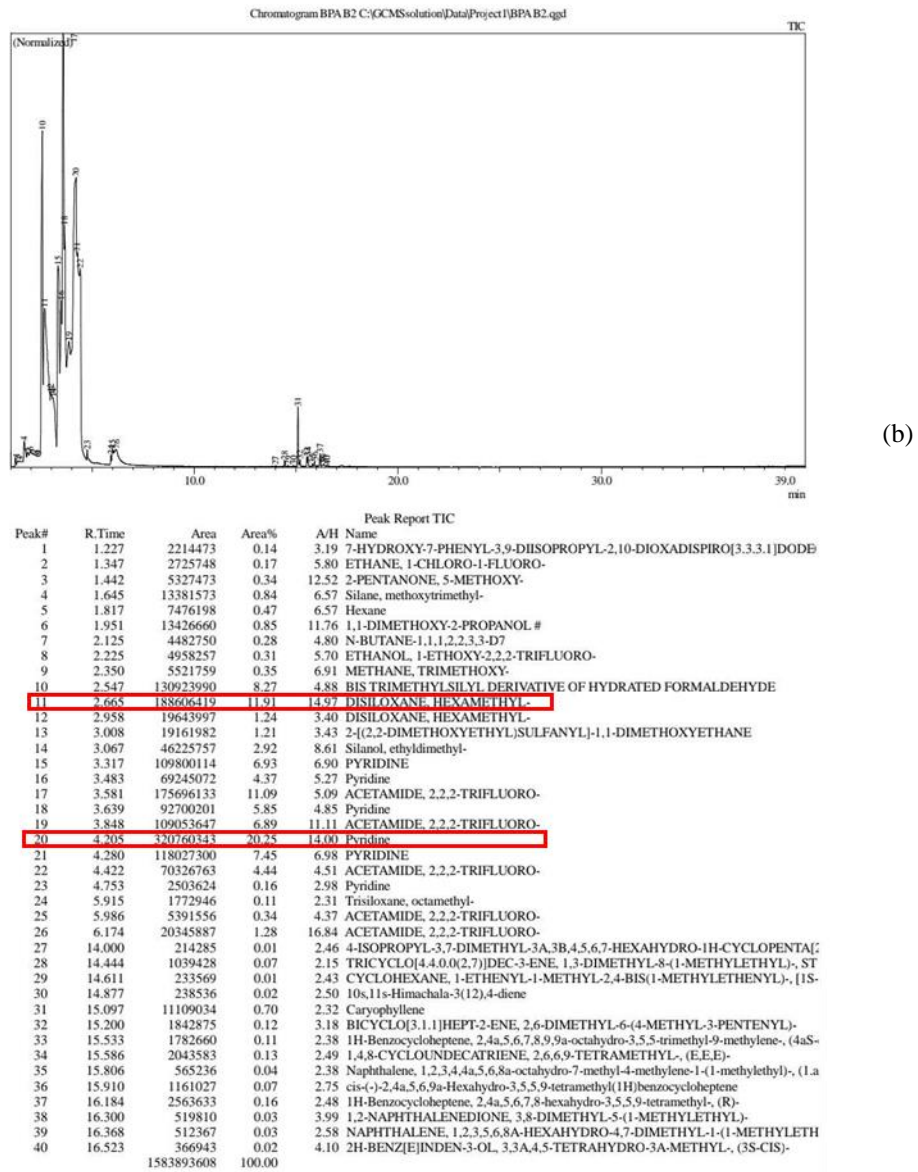 Chromatogram BPA B2 C:\GCMSsolution\Data\Project1\BPA B2.qgd
TIC
(Normalized)
17
10
20
18
21
15
22
16
11
19
31
4
23
26
27
28
37
(b)
10.0 20.0 30.0 39.0
min
Peak Report TIC
Peak# R.Time Area Area% A/H Name
1 1.227 2214473 0.14 3.19 7-HYDROXY-7-PHENYL-3,9-DIISOPROPYL-2,10-DIOXADISPIRO[3.3.3.1]DODE
2 1.347 2725748 0.17 5.80 ETHANE, 1-CHLORO-1-FLUORO-
3 1.442 5327473 0.34 12.52 2-PENTANONE, 5-METHOXY-
4 1.645 13381573 0.84 6.57 Silane, methoxytrimethyl-
5 1.817 7476198 0.47 6.57 Hexane
6 1.951 13426660 0.85 11.76 1,1-DIMETHOXY-2-PROPANOL #
7 2.125 4482750 0.28 4.80 N-BUTANE-1,1,1,2,2,3,3-D7
8 2.225 4958257 0.31 5.70 ETHANOL, 1-ETHOXY-2,2,2-TRIFLUORO-
9 2.350 5521759 0.35 6.91 METHANE, TRIMETHOXY-
10 2.547 130923990 8.27 4.88 BIS TRIMETHYLSILYL DERIVATIVE OF HYDRATED FORMALDEHYDE
11 2.665 188606419 11.91 14.97 DISILOXANE, HEXAMETHYL-
12 2.958 19643997 1.24 3.40 DISILOXANE, HEXAMETHYL-
13 3.008 19161982 1.21 3.43 2-[(2,2-DIMETHOXYETHYL)SULFANYL]-1,1-DIMETHOXYETHANE
14 3.067 46225757 2.92 8.61 Silanol, ethyldimethyl-
15 3.317 109800114 6.93 6.90 PYRIDINE
16 3.483 69245072 4.37 5.27 Pyridine
17 3.581 175696133 11.09 5.09 ACETAMIDE, 2,2,2-TRIFLUORO-
18 3.639 92700201 5.85 4.85 Pyridine
19 3.848 109053647 6.89 11.11 ACETAMIDE, 2,2,2-TRIFLUORO-
20 4.205 320760343 20.25 14.00 Pyridine
21 4.280 118027300 7.45 6.98 PYRIDINE
22 4.422 70326763 4.44 4.51 ACETAMIDE, 2,2,2-TRIFLUORO-
23 4.753 2503624 0.16 2.98 Pyridine
24 5.915 1772946 0.11 2.31 Trisiloxane, octamethyl-
25 5.986 5391556 0.34 4.37 ACETAMIDE, 2,2,2-TRIFLUORO-
26 6.174 20345887 1.28 16.84 ACETAMIDE, 2,2,2-TRIFLUORO-
27 14.000 214285 0.01 2.46 4-ISOPROPYL-3,7-DIMETHYL-3A,3B,4,5,6,7-HEXAHYDRO-1H-CYCLOPENTA[
28 14.444 1039428 0.07 2.15 TRICYCLO[4.4.0.0(2,7)]DEC-3-ENE, 1,3-DIMETHYL-8-(1-METHYLETHYL)-, ST
29 14.611 233569 0.01 2.43 CYCLOHEXANE, 1-ETHENYL-1-METHYL-2,4-BIS(1-METHYLETHENYL)-, [1S-
30 14.877 238536 0.02 2.50 10s,11s-Himachala-3(12),4-diene
31 15.097 11109034 0.70 2.32 Caryophyllene
32 15.200 1842875 0.12 3.18 BICYCLO[3.1.1]HEPT-2-ENE, 2,6-DIMETHYL-6-(4-METHYL-3-PENTENYL)-
33 15.533 1782660 0.11 2.38 1H-Benzocycloheptene, 2,4a,5,6,7,8,9,9a-octahydro-3,5,5-trimethyl-9-methylene-, (4aS-
34 15.586 2043583 0.13 2.49 1,4,8-CYCLOUNDECATRIENE, 2,6,6,9-TETRAMETHYL-, (E,E,E)-
35 15.806 565236 0.04 2.38 Naphthalene, 1,2,3,4,4a,5,6,8a-octahydro-7-methyl-4-methylene-1-(1-methylethyl)-, (1.a
36 15.910 1161027 0.07 2.75 cis-(-)-2,4a,5,6,9a-Hexahydro-3,5,5,9-tetramethyl(1H)benzocycloheptene
37 16.184 2563633 0.16 2.48 1H-Benzocycloheptene, 2,4a,5,6,7,8-hexahydro-3,5,5,9-tetramethyl-, (R)-
38 16.300 519810 0.03 3.99 1,2-NAPHTHALENEDIONE, 3,8-DIMETHYL-5-(1-METHYLETHYL)-
39 16.368 512367 0.03 2.58 NAPHTHALENE, 1,2,3,5,6,8A-HEXAHYDRO-4,7-DIMETHYL-1-(1-METHYLETH
40 16.523 366943 0.02 4.10 2H-BENZ[E]INDEN-3-OL, 3,3A,4,5-TETRAHYDRO-3A-METHYL-, (3S-CIS)-
1583893608 100.00